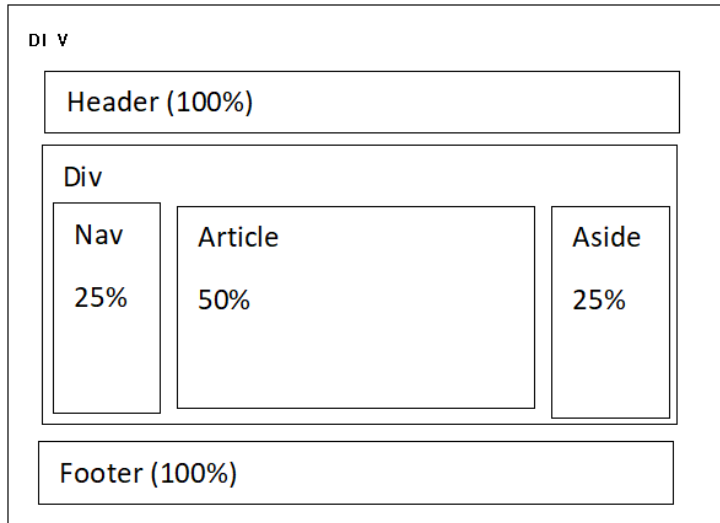 DI V
Header (100%)
Div
Nav
25%
Article
50%
Aside
25%
Footer (100%)